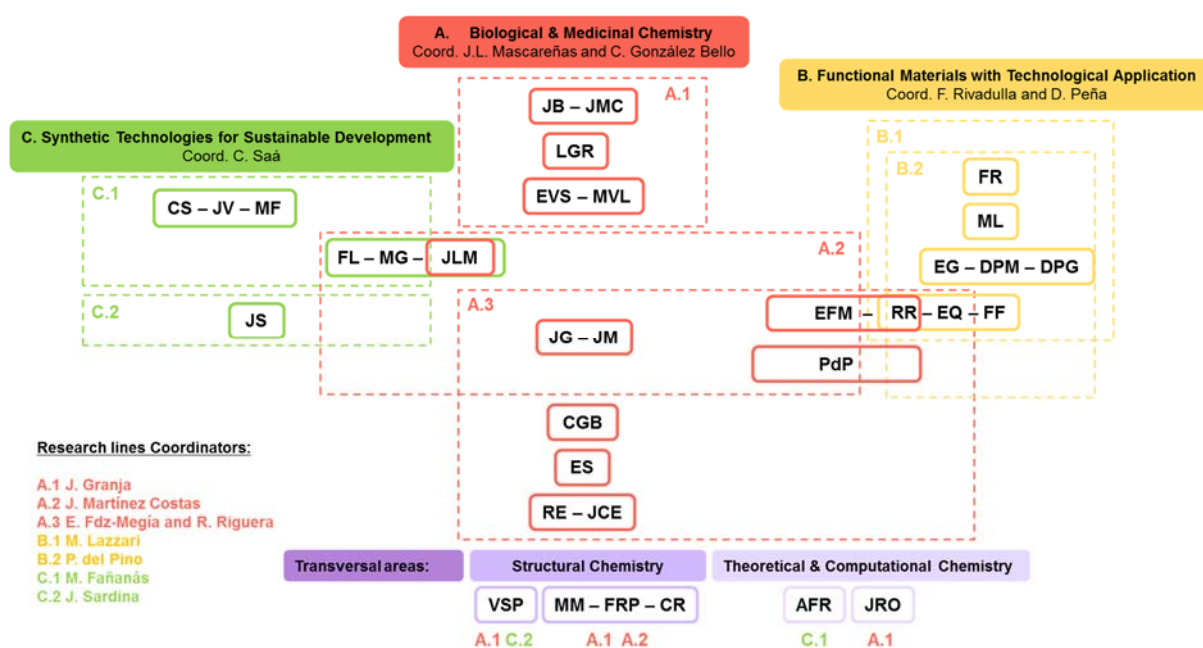 A. Biological & Medicinal Chemistry
Coord. J.L. Mascareñas and C. González Bello
B. Functional Materials with Technological Application
Coord. F. Rivadulla and D. Peña
C. Synthetic Technologies for Sustainable Development
Coord. C. Saá
A.1
JB – JMC
LGR
EVS – MVL
B.1
B.2
FR
ML
EG – DPM – DPG
C.1
CS – JV – MF
FL – MG – JLM
A.2
C.2
JS
A.3
JG – JM
EFM – RR – EQ – FF
PdP
CGB
ES
RE – JCE
Research lines Coordinators:
A.1 J. Granja
A.2 J. Martínez Costas
A.3 E. Fdz-Megía and R. Riguera
B.1 M. Lazzari
B.2 P. del Pino
C.1 M. Fañanás
C.2 J. Sardina
Transversal areas:
Structural Chemistry
Theoretical & Computational Chemistry
VSP
MM – FRP – CR
AFR
JRO
A.1 C.2
A.1 A.2
C.1
A.1